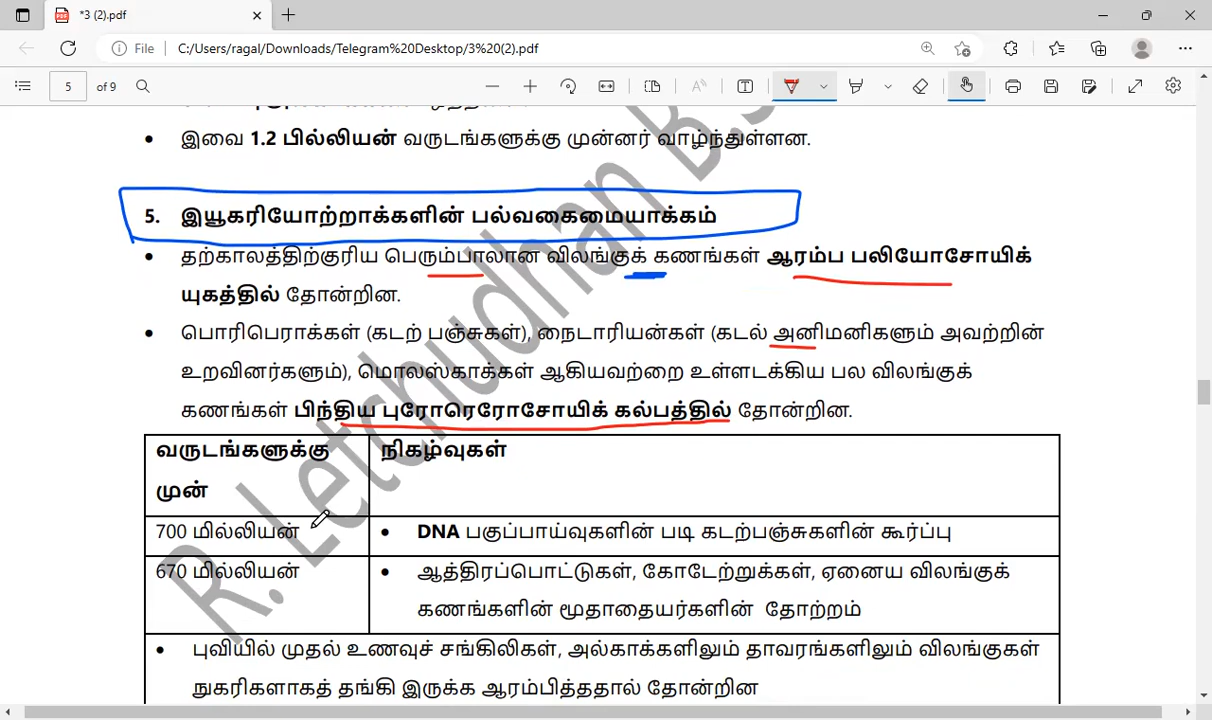 *3 (2).pdf
File C:/Users/ragal/Downloads/Telegram%20Desktop/3%20(2).pdf
5 of 9
• இவை 1.2 பில்லியன் வருடங்களுக்கு முன்னர் வாழ்ந்துள்ளன.
5. இயூகரியோற்றாக்களின் பல்வகைமையாக்கம்
• தற்காலத்திற்குரிய பெரும்பாலான விலங்குக் கணங்கள் ஆரம்ப பலியோசோயிக்
யுகத்தில் தோன்றின.
• பொரிபெராக்கள் (கடற் பஞ்சுகள்), நைடாரியன்கள் (கடல் அனிமனிகளும் அவற்றின்
உறவினர்களும்), மொலஸ்காக்கள் ஆகியவற்றை உள்ளடக்கிய பல விலங்குக்
கணங்கள் பிந்திய புரோரெரோசோயிக் கல்பத்தில் தோன்றின.
வருடங்களுக்கு நிகழ்வுகள்
முன்
700 மில்லியன் • DNA பகுப்பாய்வுகளின் படி கடற்பஞ்சுகளின் கூர்ப்பு
670 மில்லியன் • ஆத்திரப்பொட்டுகள், கோடேற்றுக்கள், ஏனைய விலங்குக்
கணங்களின் மூதாதையர்களின் தோற்றம்
• புவியில் முதல் உணவுச் சங்கிலிகள், அல்காக்களிலும் தாவரங்களிலும் விலங்குகள்
நுகரிகளாகத் தங்கி இருக்க ஆரம்பித்ததால் தோன்றின
R. Letchudhan B.S